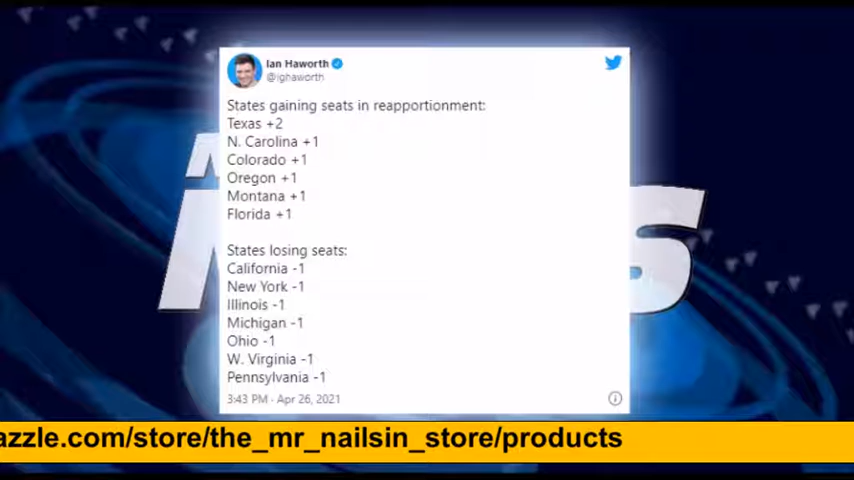 Ian Haworth
@ighaworth
States gaining seats in reapportionment:
Texas +2
N. Carolina +1
Colorado +1
Oregon +1
Montana +1
Florida +1
States losing seats:
California -1
New York -1
Illinois -1
Michigan -1
Ohio -1
W. Virginia -1
Pennsylvania -1
3:43 PM · Apr 26, 2021
azzle.com/store/the_mr_nailsin_store/products